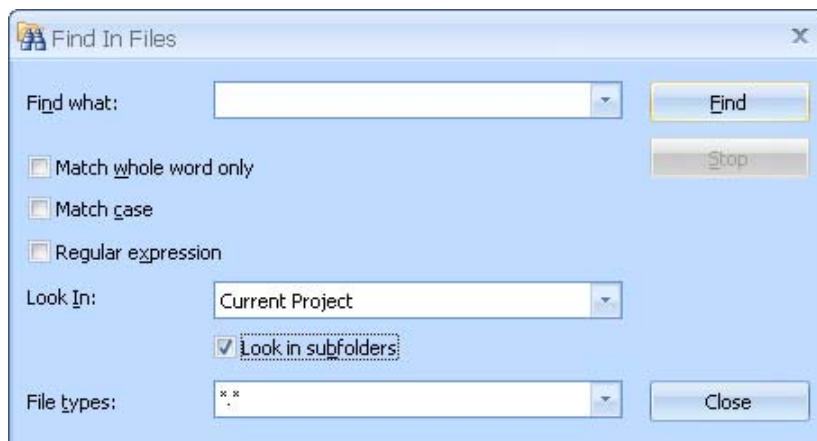 Find In Files
Find what:
Find
Stop
Match whole word only
Match case
Regular expression
Look In:
Current Project
Look in subfolders
File types:
*.*
Close